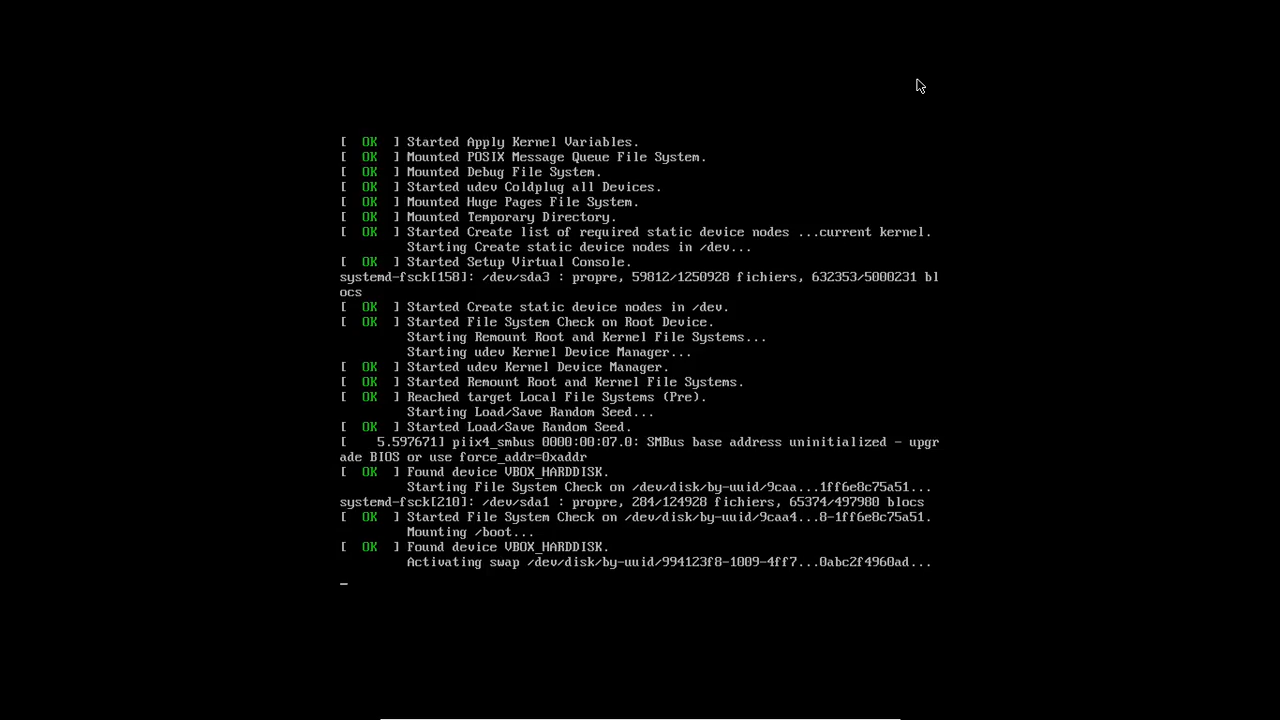 [  OK  ] Started Apply Kernel Variables.
[  OK  ] Mounted POSIX Message Queue File System.
[  OK  ] Mounted Debug File System.
[  OK  ] Started udev Coldplug all Devices.
[  OK  ] Mounted Huge Pages File System.
[  OK  ] Mounted Temporary Directory.
[  OK  ] Started Create list of required static device nodes ...current kernel.
         Starting Create static device nodes in /dev...
[  OK  ] Started Setup Virtual Console.
systemd-fsck[158]: /dev/sda3 : propre, 59812/1250928 fichiers, 632353/5000231 bl
ocs
[  OK  ] Started Create static device nodes in /dev.
[  OK  ] Started File System Check on Root Device.
         Starting Remount Root and Kernel File Systems...
         Starting udev Kernel Device Manager...
[  OK  ] Started udev Kernel Device Manager.
[  OK  ] Started Remount Root and Kernel File Systems.
[  OK  ] Reached target Local File Systems (Pre).
         Starting Load/Save Random Seed...
[  OK  ] Started Load/Save Random Seed.
[    5.597671] piix4_smbus 0000:00:07.0: SMBus base address uninitialized - upgr
ade BIOS or use force_addr=0xaddr
[  OK  ] Found device VBOX_HARDDISK.
         Starting File System Check on /dev/disk/by-uuid/9caa...1ff6e8c75a51...
systemd-fsck[210]: /dev/sda1 : propre, 284/124928 fichiers, 65374/497980 blocs
[  OK  ] Started File System Check on /dev/disk/by-uuid/9caa4...8-1ff6e8c75a51.
         Mounting /boot...
[  OK  ] Found device VBOX_HARDDISK.
         Activating swap /dev/disk/by-uuid/994123f8-1009-4ff7...0abc2f4960ad...